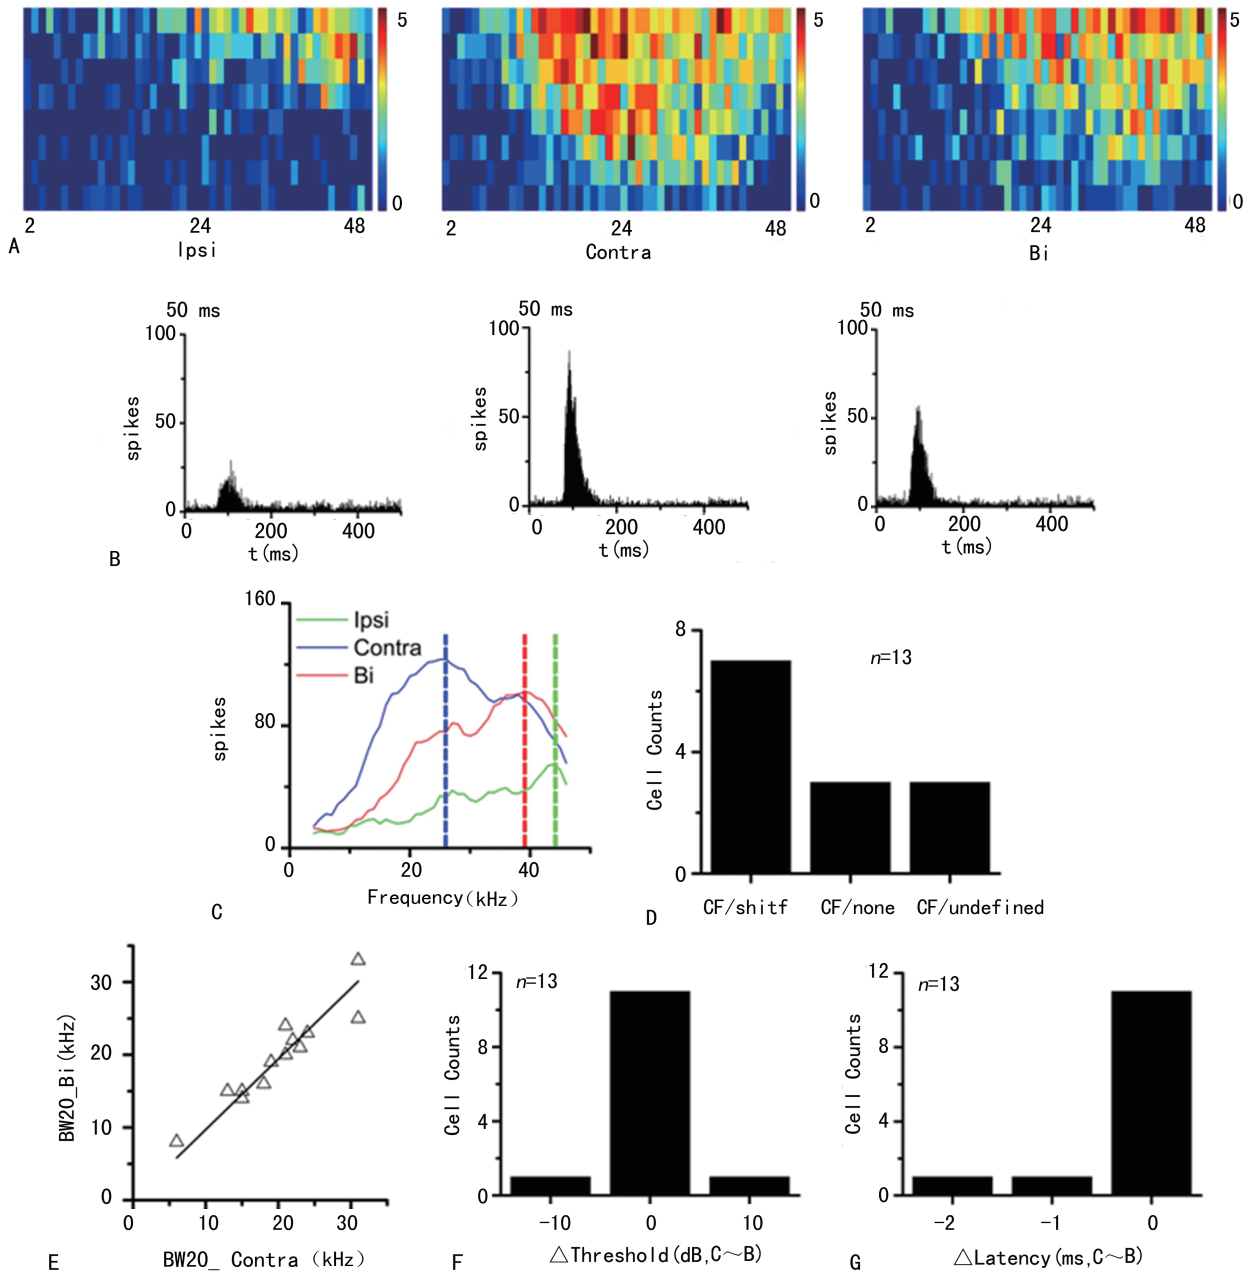 5 5 5
0 0 0
2 24 48 2 24 48 2 24 48
A Ipsi Contra Bi
50 ms 50 ms 50 ms
100 100 100
spikes spikes spikes
50 50 50
0 0 0
0 200 400 0 200 400 0 200 400
B t(ms) t(ms) t(ms)
160
Ipsi
Contra
Bi
spikes
80
0
0 20 40
Frequency(kHz)
C
8
n=13
Cell Counts
4
0
CF/shitf CF/none CF/undefined
D
30
BW20_Bi(kHz)
20
10
0
0 10 20 30
E BW20_ Contra (kHz)
12
n=13
Cell Counts
8
4
0
-10 0 10
F △Threshold(dB,C~B)
12
n=13
Cell Counts
8
4
0
-2 -1 0
G △Latency(ms,C~B)